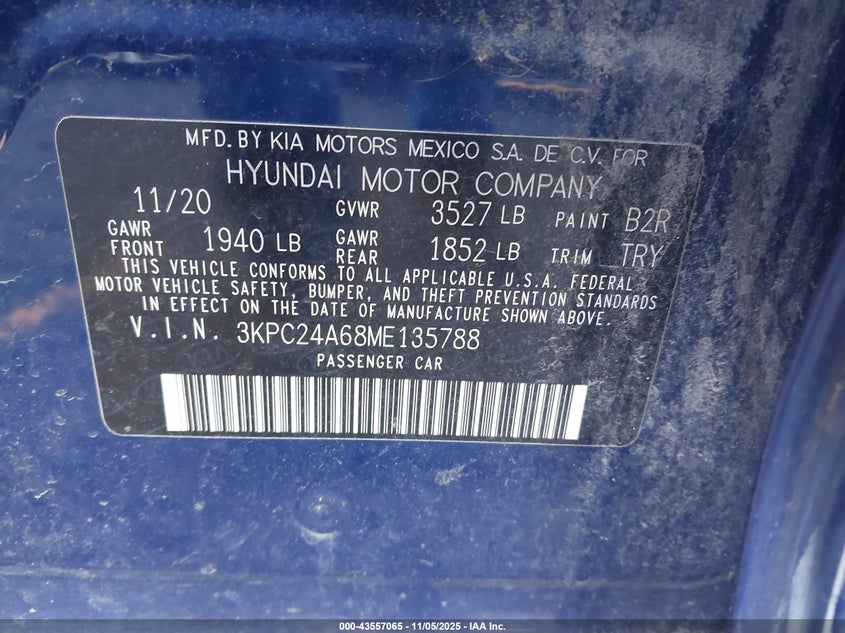 MFD. BY KIA MOTORS MEXICO S.A. DE C.V. FOR
HYUNDAI MOTOR COMPANY
11/20 GVWR 3527 LB PAINT B2R
GAWR FRONT 1940 LB GAWR REAR 1852 LB TRIM TRY
THIS VEHICLE CONFORMS TO ALL APPLICABLE U.S.A. FEDERAL
MOTOR VEHICLE SAFETY, BUMPER, AND THEFT PREVENTION STANDARDS
IN EFFECT ON THE DATE OF MANUFACTURE SHOWN ABOVE.
V.I.N. 3KPC24A68ME135788
PASSENGER CAR
000-43557065 - 11/05/2025 - IAA Inc.